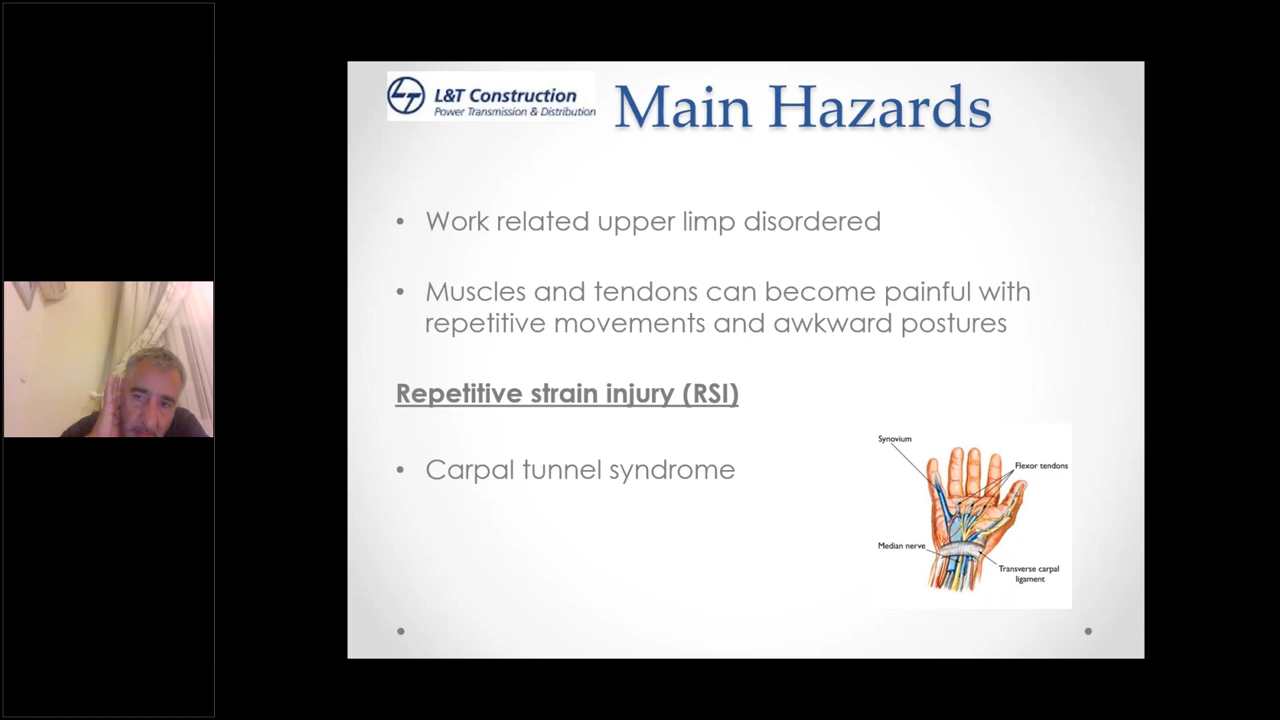 L&T Construction
Power Transmission & Distribution
Main Hazards
• Work related upper limp disordered
• Muscles and tendons can become painful with
repetitive movements and awkward postures
Repetitive strain injury (RSI)
• Carpal tunnel syndrome
Synovium
Flexor tendons
Median nerve
Transverse carpal
ligament